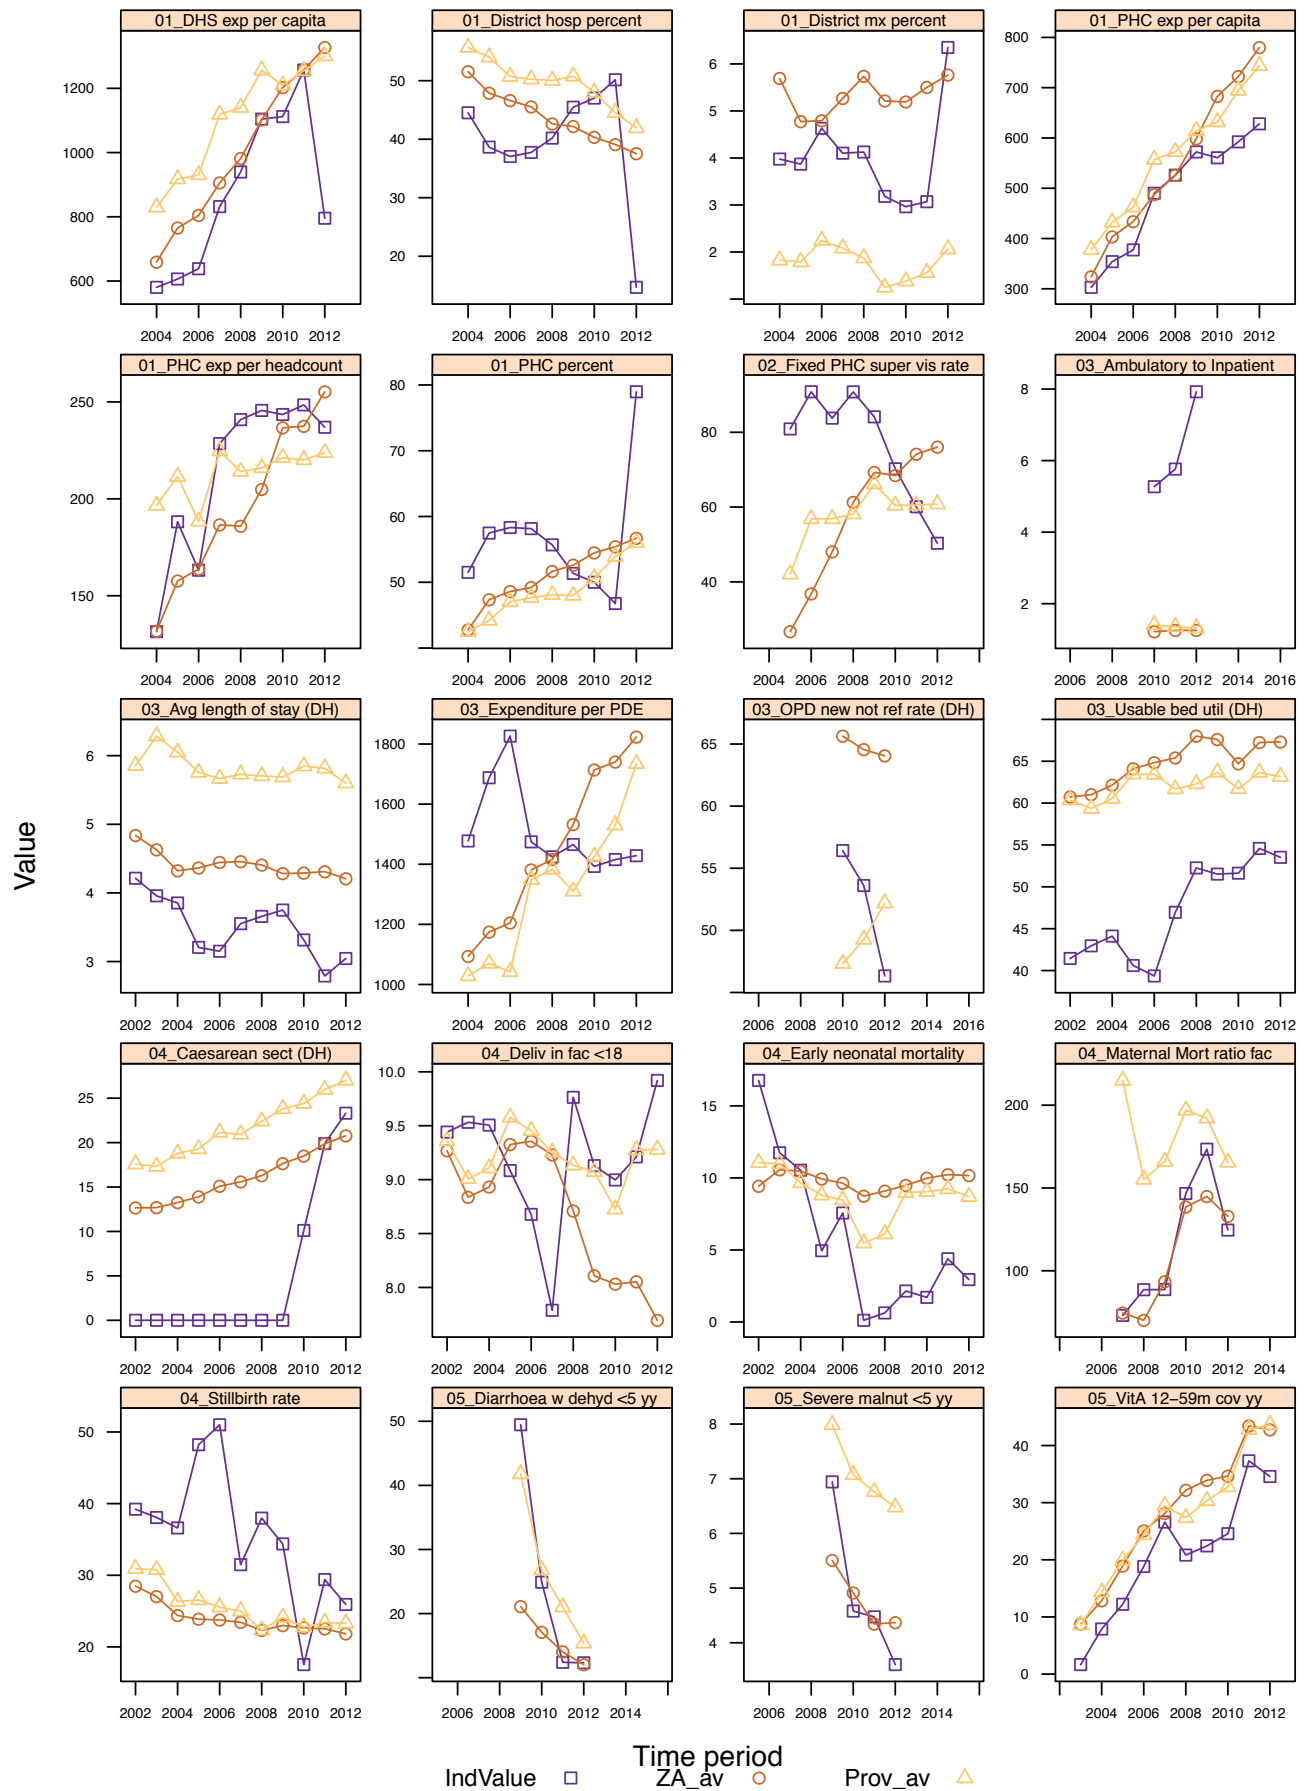 01_DHS exp per capita 01_District hosp percent 01_District mx percent 01_PHC exp per capita
1200 50 6 800
1000 40 5 700
800 30 4 600
600 20 3 500
2 400
300
2004 2006 2008 2010 2012 2004 2006 2008 2010 2012 2004 2006 2008 2010 2012 2004 2006 2008 2010 2012
01_PHC exp per headcount 01_PHC percent 02_Fixed PHC super vis rate 03_Ambulatory to Inpatient
250 80 80 8
200 70 60 6
150 60 40 4
50 2
2004 2006 2008 2010 2012 2004 2006 2008 2010 2012 2004 2006 2008 2010 2012 2006 2008 2010 2012 2014 2016
03_Avg length of stay (DH) 03_Expenditure per PDE 03_OPD new not ref rate (DH) 03_Usable bed util (DH)
6 1800 65 65
5 1600 60 60
4 1400 55 55
3 1200 50 50
1000 45
40
2002 2004 2006 2008 2010 2012 2004 2006 2008 2010 2012 2006 2008 2010 2012 2014 2016 2002 2004 2006 2008 2010 2012
Value
04_Caesarean sect (DH) 04_Deliv in fac <18 04_Early neonatal mortality 04_Maternal Mort ratio fac
25 10.0 15 200
20 9.5 10 150
15 9.0 5 100
10 8.5 0
5 8.0
0
2002 2004 2006 2008 2010 2012 2002 2004 2006 2008 2010 2012 2002 2004 2006 2008 2010 2012 2006 2008 2010 2012 2014
04_Stillbirth rate 05_Diarrhoea w dehyd <5 yy 05_Severe malnut <5 yy 05_VitA 12−59m cov yy
50 50 8 40
40 40 7 30
30 30 6 20
20 20 5 10
4 0
2002 2004 2006 2008 2010 2012 2006 2008 2010 2012 2014 2006 2008 2010 2012 2014 2004 2006 2008 2010 2012
Time period
IndValue ZA_av Prov_av